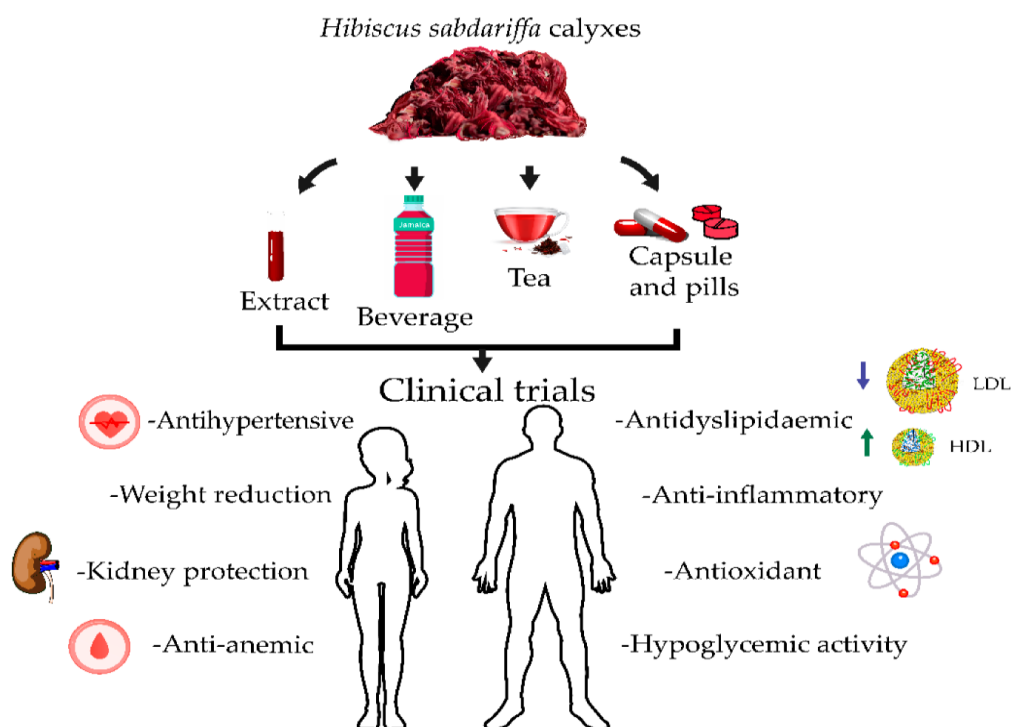 Hibiscus sabdariffa calyxes
Jamaica
Extract
Beverage
Tea
Capsule
and pills
Clinical trials
-Antihypertensive
-Weight reduction
-Kidney protection
-Anti-anemic
-Antidyslipidaemic
LDL
HDL
-Anti-inflammatory
-Antioxidant
-Hypoglycemic activity